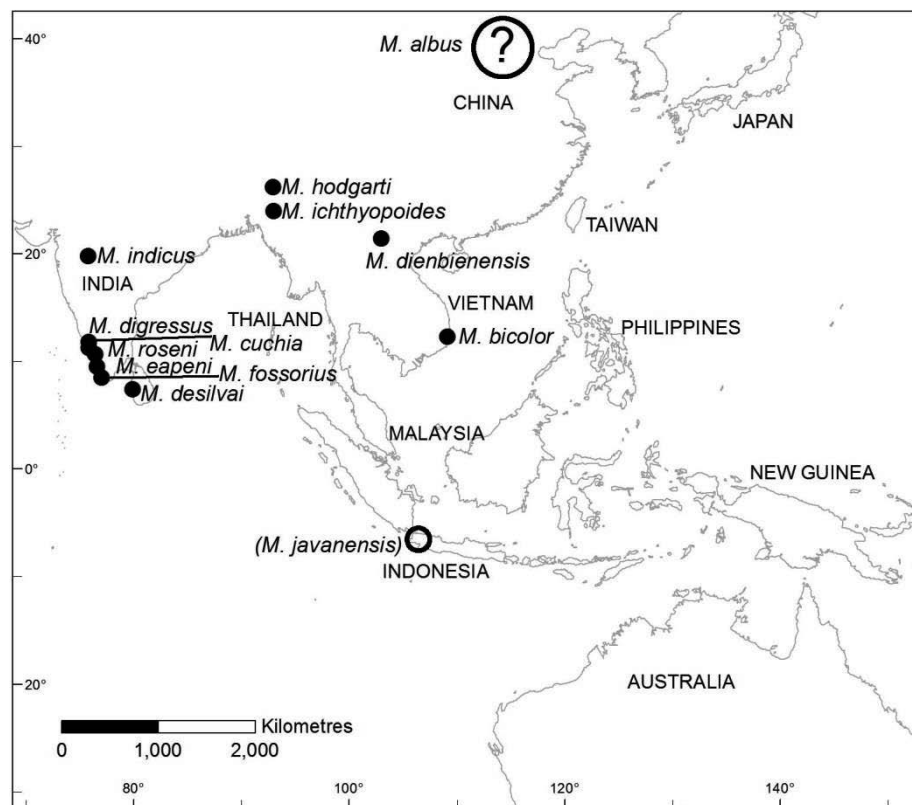 40°
M. albus
?
CHINA
JAPAN
M. hodgarti
M. ichthyopoides
TAIWAN
20°
M. indicus
M. dienbienensis
INDIA
VIETNAM
M. digressus
THAILAND
PHILIPPINES
M. cuchia
M. bicolor
M. roseni
M. eapeni
M. fossorius
M. desilvai
MALAYSIA
0°
NEW GUINEA
(M. javanensis)
INDONESIA
20°
AUSTRALIA
Kilometres
0 1,000 2,000
80° 100° 120° 140°